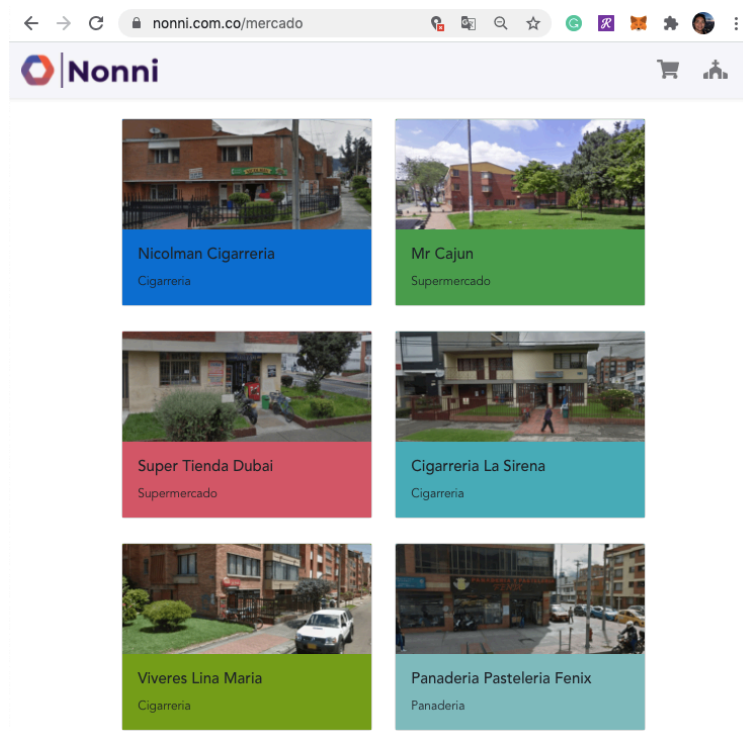 nonni.com.co/mercado
Nonni
Nicolman Cigarreria
Cigarreria
Mr Cajun
Supermercado
Super Tienda Dubai
Supermercado
Cigarreria La Sirena
Cigarreria
Viveres Lina Maria
Cigarreria
Panaderia Pasteleria Fenix
Panaderia